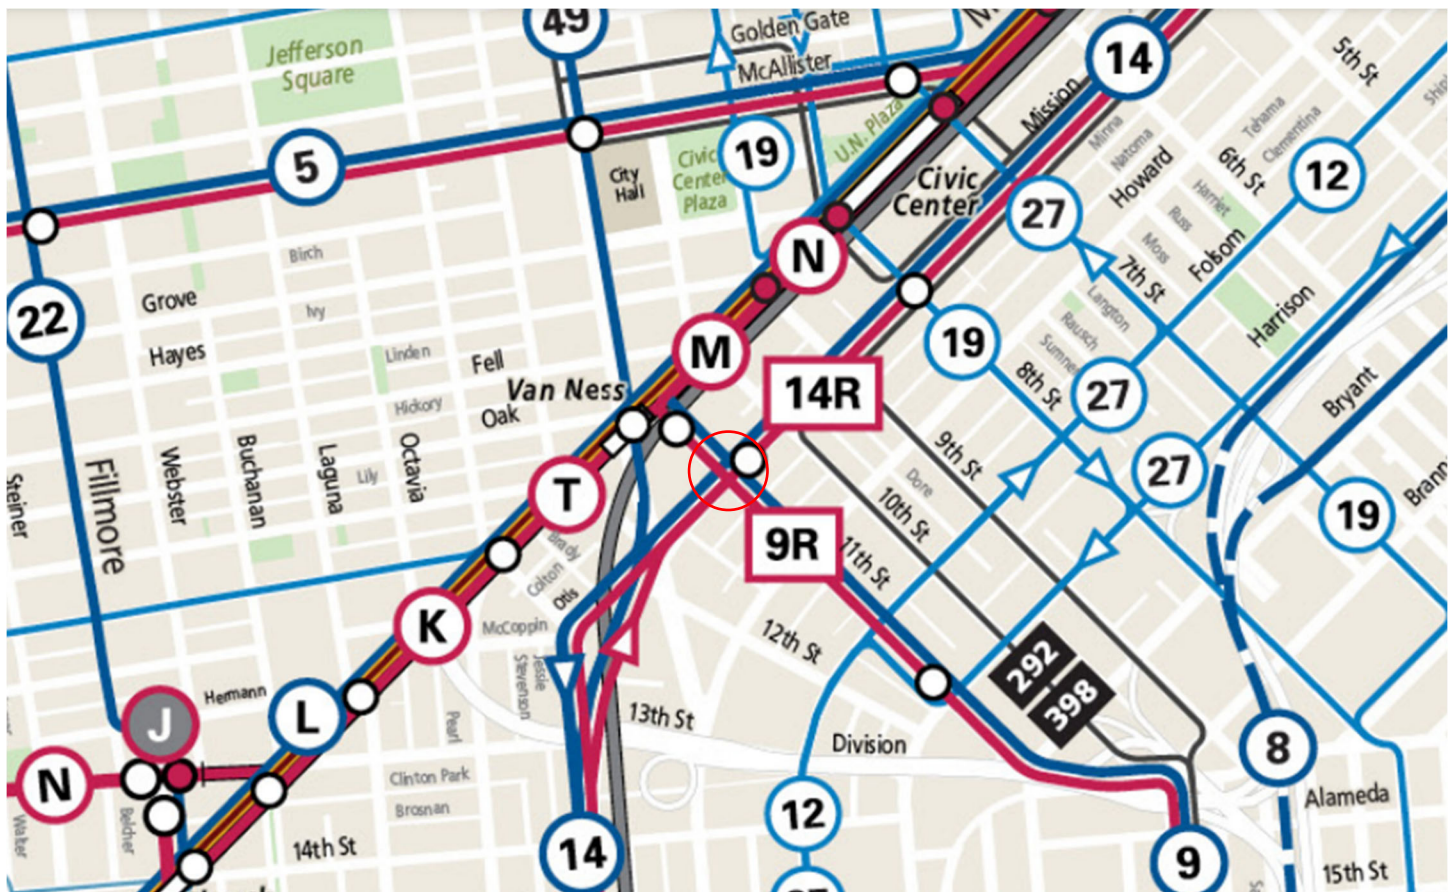 49
Golden Gate
Jefferson
Square
McAllister
14
5th St
Mission
Tehama
Clementina
Minna
Natoma
U.N. Plaza
19
5
Howard
6th St
12
City
Hall
Civic
Center
Plaza
Civic
Center
27
Harriet
Russ
Moss
Folsom
Birch
N
7th St
Harrison
Grove
Ivy
22
Langton
Rausch
Sumner
Hayes
Linden
Fell
M
19
8th St
Bryant
Van Ness
14R
27
Hickory
Oak
9th St
Steiner
Fillmore
Webster
Buchanan
Laguna
Octavia
Lily
T
Dore
10th St
27
19
Brann
9R
11th St
Brady
Colton
Otis
K
McCoppin
12th St
Jessie
Stevenson
292
398
Hermann
J
L
Pearl
13th St
Division
8
N
Clinton Park
Alameda
Brosnan
Belcher
Walter
12
14th St
14
9
15th St